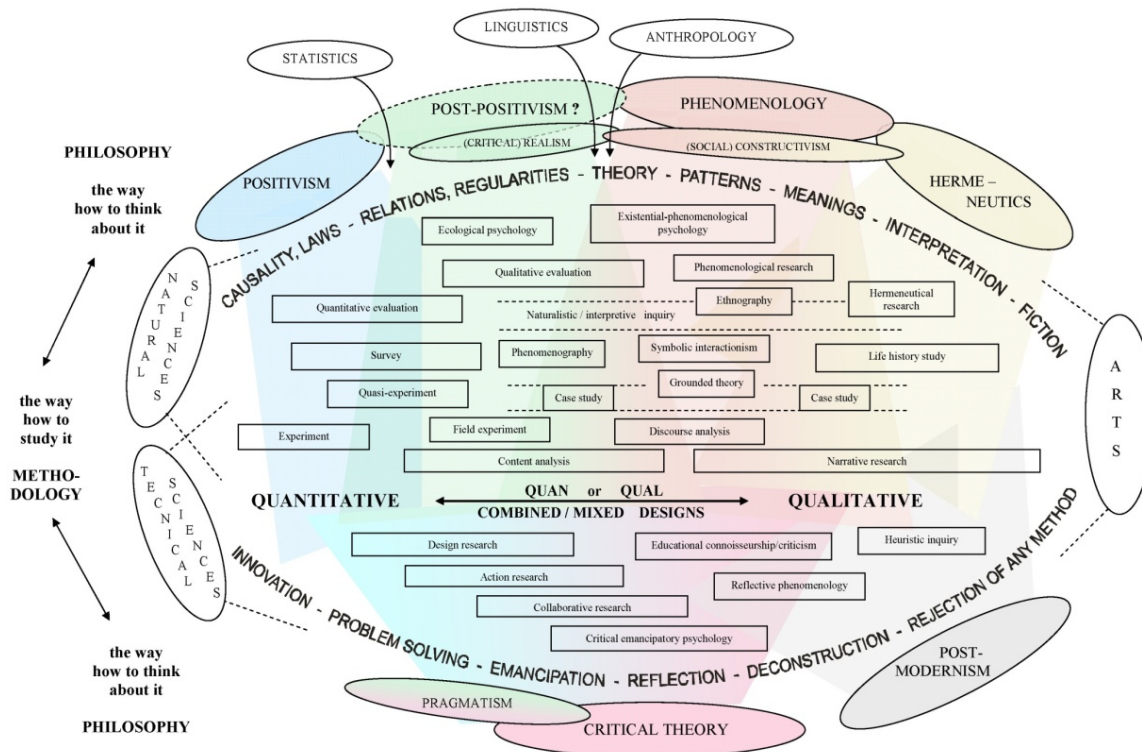 LINGUISTICS
ANTHROPOLOGY
STATISTICS
POST-POSITIVISM ?
PHENOMENOLOGY
(CRITICAL) REALISM
(SOCIAL) CONSTRUCTIVISM
POSITIVISM
HERME –
NEUTICS
PHILOSOPHY
the way
how to think
about it
CAUSALITY, LAWS - RELATIONS, REGULARITIES - THEORY - PATTERNS - MEANINGS - INTERPRETATION - FICTION
NATURAL
SCIENCES
Ecological psychology
Existential-phenomenological
psychology
Qualitative evaluation
Phenomenological research
Quantitative evaluation
Ethnography
Hermeneutical
research
Naturalistic / interpretive inquiry
Survey
Phenomenography
Symbolic interactionism
Life history study
Quasi-experiment
Case study
Grounded theory
Case study
Experiment
Field experiment
Discourse analysis
Content analysis
Narrative research
ARTS
the way
how to
study it
METHO-
DOLOGY
QUANTITATIVE
QUAN or QUAL
QUALITATIVE
COMBINED / MIXED DESIGNS
TECNICAL
SCIENCES
Design research
Educational connoisseurship/criticism
Heuristic inquiry
Action research
Reflective phenomenology
Collaborative research
Critical emancipatory psychology
INNOVATION - PROBLEM SOLVING - EMANCIPATION - REFLECTION - DECONSTRUCTION - REJECTION OF ANY METHOD
the way
how to think
about it
PHILOSOPHY
POST-
MODERNISM
PRAGMATISM
CRITICAL THEORY